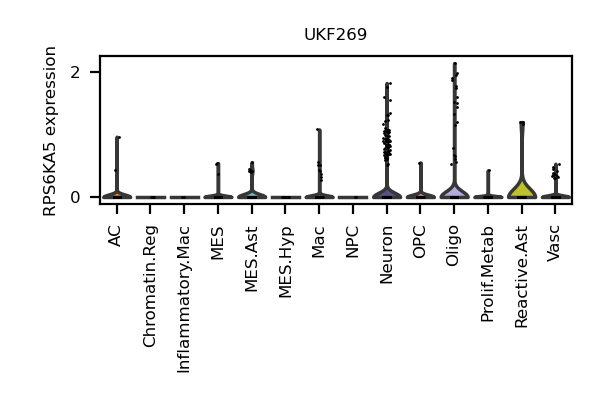 UKF269
RPS6KA5 expression
2
0
AC
Chromatin.Reg
Inflammatory.Mac
MES
MES.Ast
MES.Hyp
Mac
NPC
Neuron
OPC
Oligo
Prolif.Metab
Reactive.Ast
Vasc